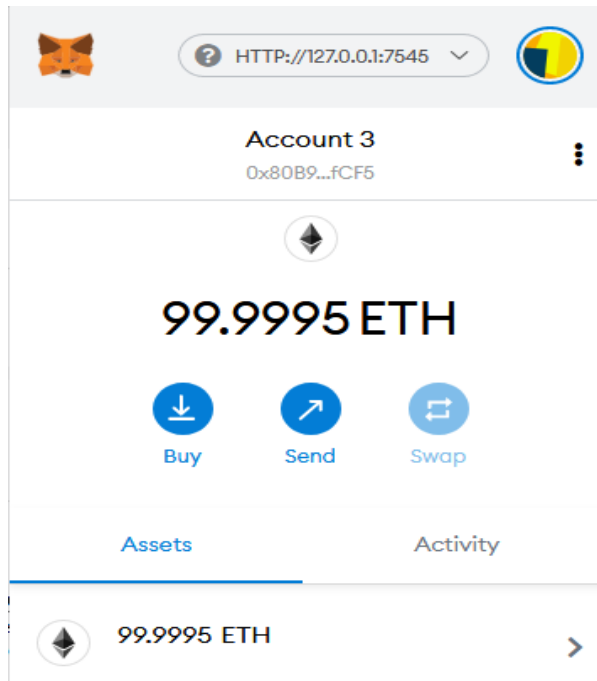 HTTP://127.0.0.1:7545
Account 3
0x80B9...fCF5
99.9995 ETH
Buy Send Swap
Assets Activity
99.9995 ETH